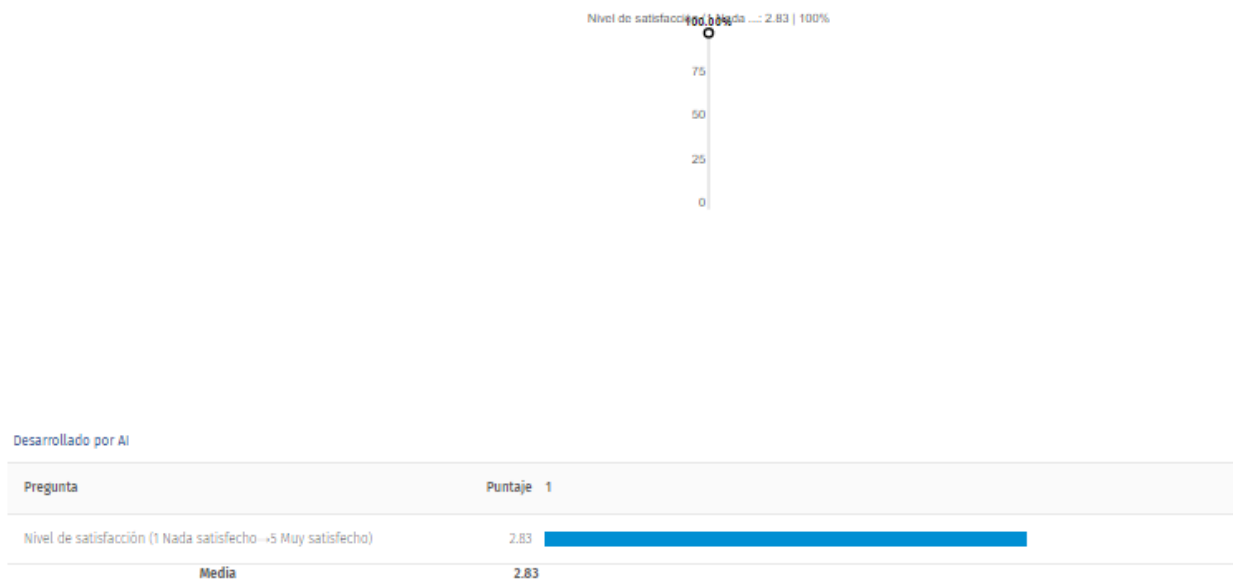 Nivel de satisfacción (1 Nada ...: 2.83 | 100%
100.00%
75
50
25
0
Desarrollado por AI
Pregunta Puntaje 1
Nivel de satisfacción (1 Nada satisfecho→5 Muy satisfecho) 2.83
Media 2.83